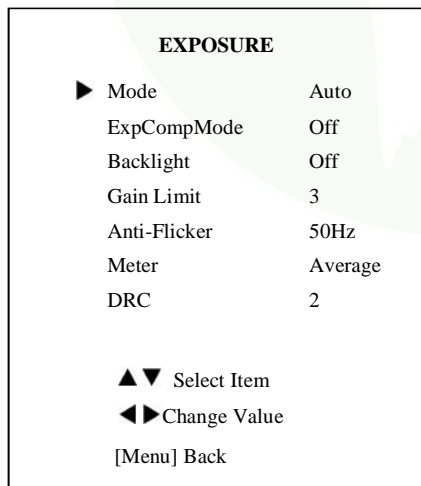 EXPOSURE
▶ Mode Auto
ExpCompMode Off
Backlight Off
Gain Limit 3
Anti-Flicker 50Hz
Meter Average
DRC 2
▲▼ Select Item
◀▶Change Value
[Menu] Back